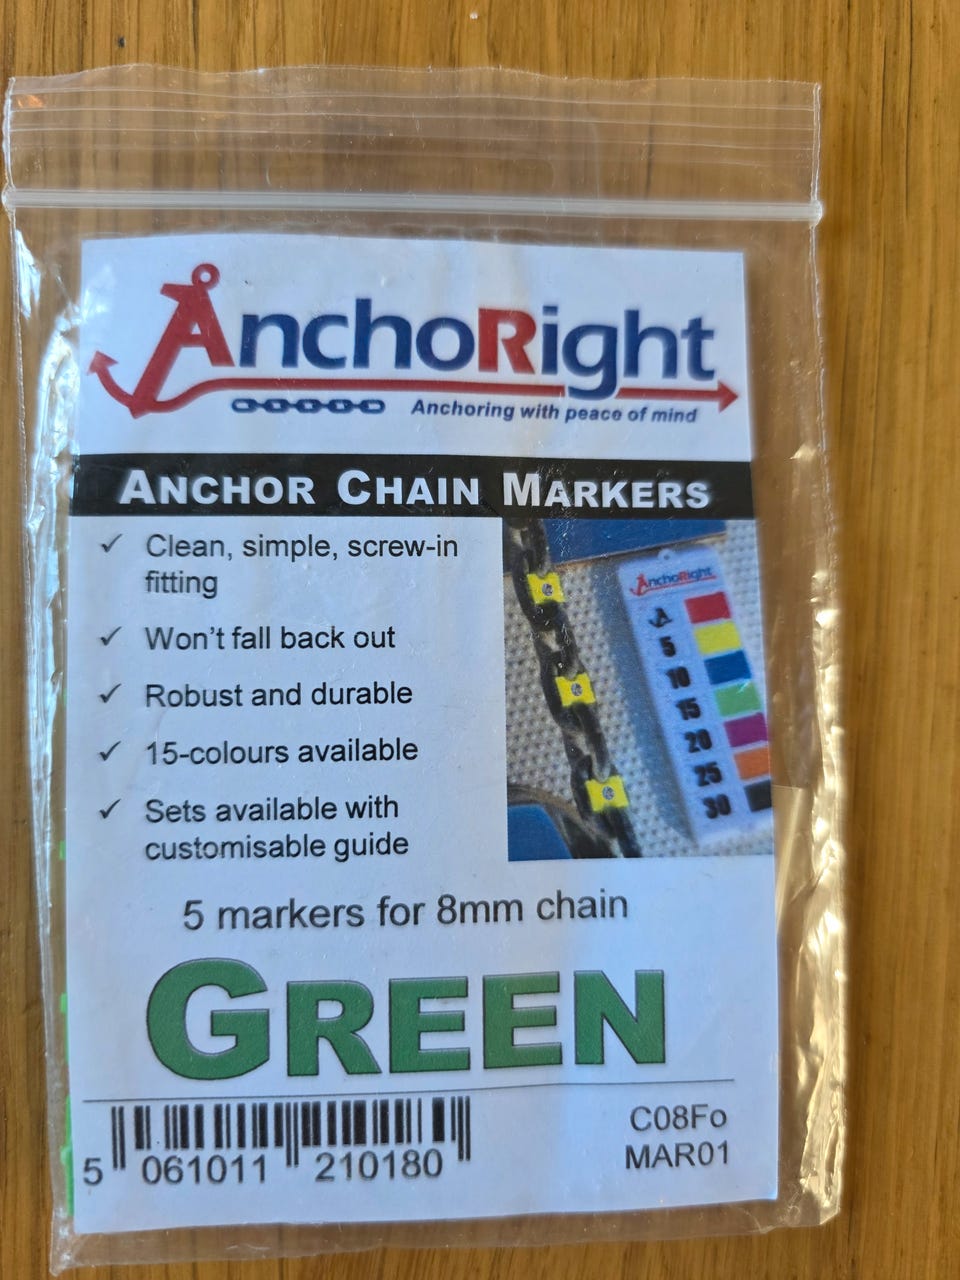 AnchoRight
Anchoring with peace of mind
ANCHOR CHAIN MARKERS
✓ Clean, simple, screw-in
fitting
✓ Won't fall back out
✓ Robust and durable
✓ 15-colours available
✓ Sets available with
customisable guide
AnchoRight
5
10
15
20
25
30
5 markers for 8mm chain
GREEN
5 061011 210180
C08Fo
MAR01